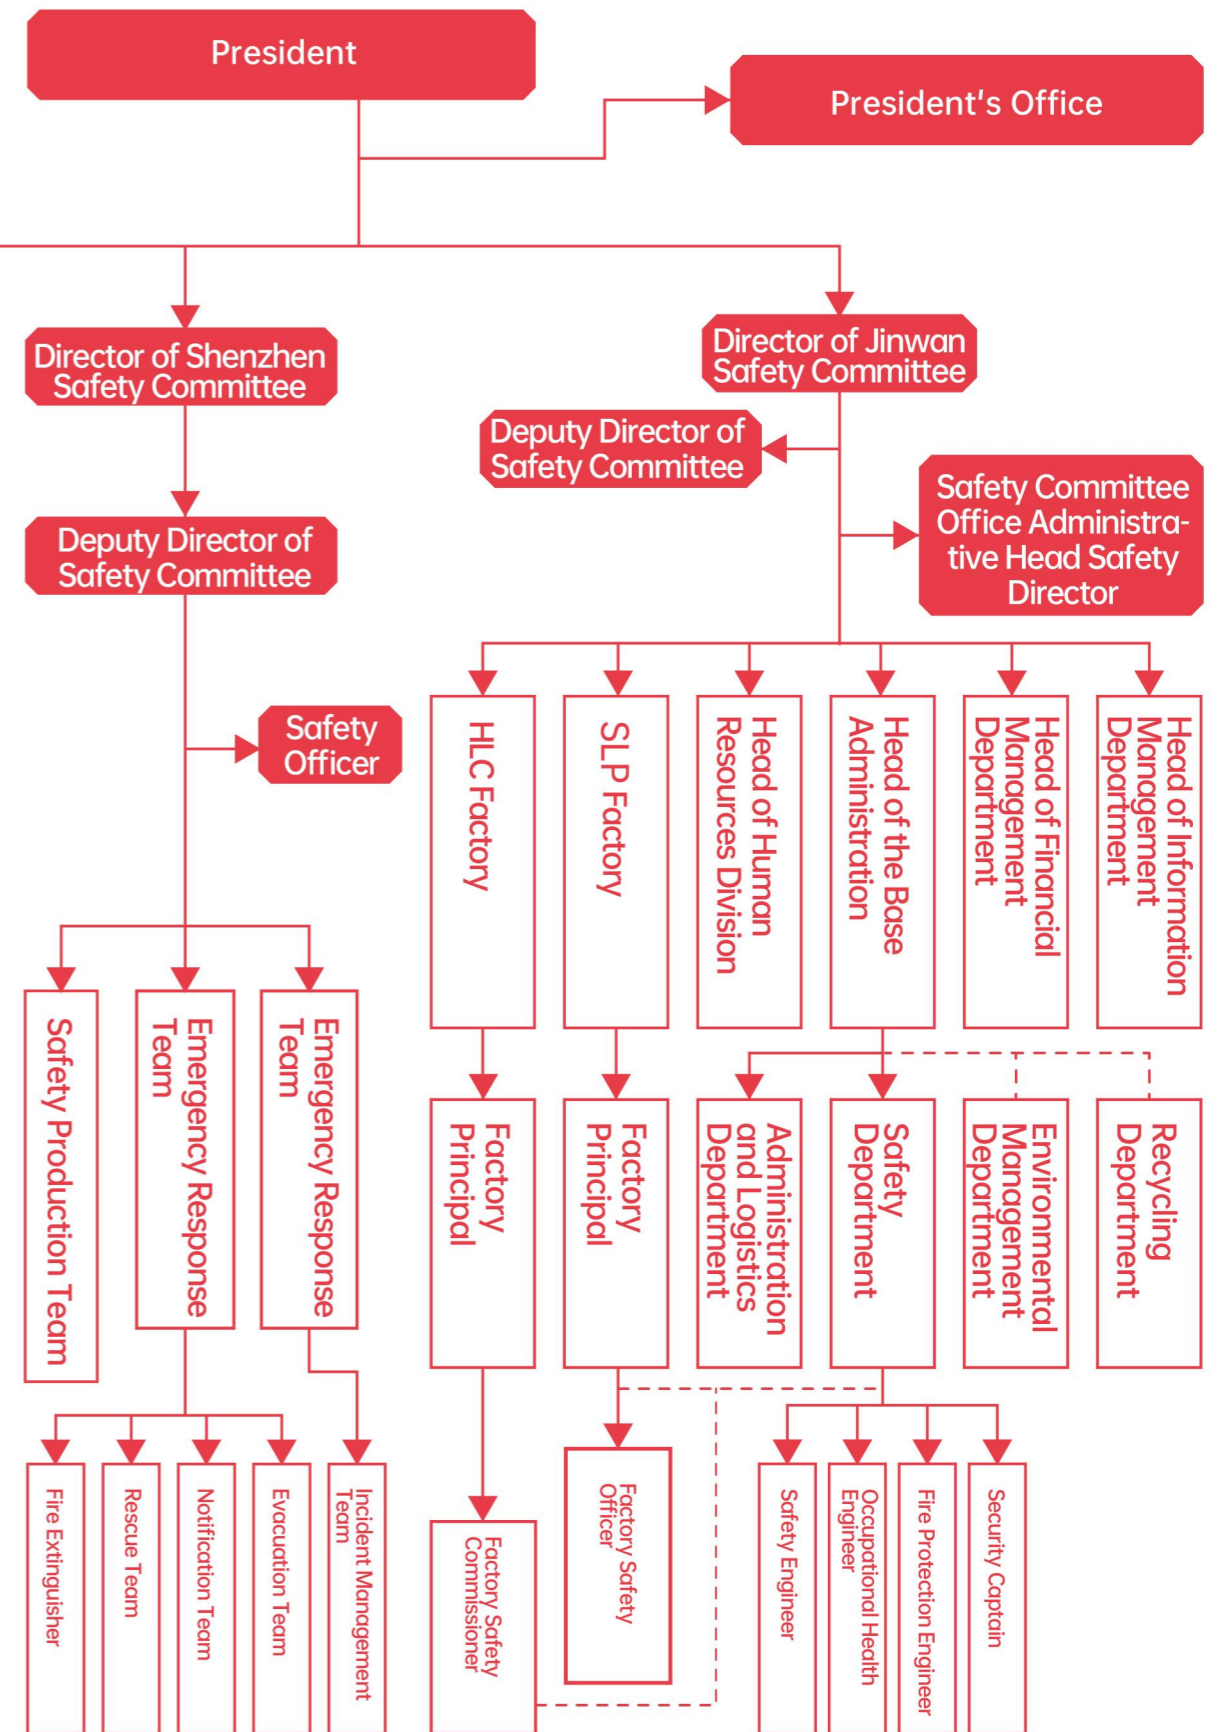 President
President's Office
Director of Shenzhen
Safety Committee
Director of Jinwan
Safety Committee
Deputy Director of
Safety Committee
Safety Committee
Office Administra-
tive Head Safety
Director
Deputy Director of
Safety Committee
Safety
Officer
HLC Factory
SLP Factory
Head of Human
Resources Division
Head of the Base
Administration
Head of Financial
Management
Department
Head of Information
Management
Department
Safety Production Team
Emergency Response
Team
Emergency Response
Team
Factory
Principal
Factory
Principal
Administration
and Logistics
Department
Safety
Department
Environmental
Management
Department
Recycling
Department
Fire Extinguisher
Rescue Team
Notification Team
Evacuation Team
Incident Management
Team
Factory Safety
Commissioner
Factory Safety
Officer
Safety Engineer
Occupational Health
Engineer
Fire Protection Engineer
Security Captain